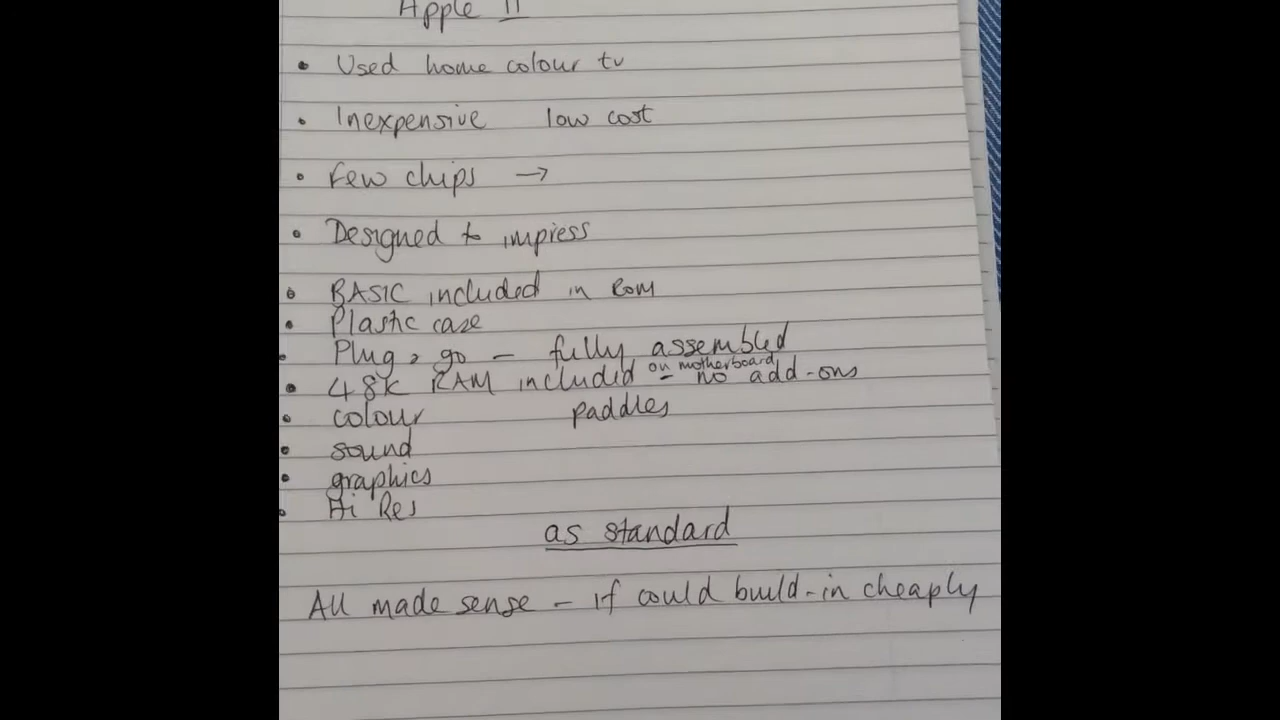 Apple II
• Used home colour tv
• Inexpensive low cost
• Few chips →
• Designed to impress
• BASIC included in ROM
• Plastic case
• Plug & go - fully assembled
• 48K RAM included on motherboard - no add-ons
• colour paddles
• sound
• graphics
• Hi Res
as standard
All made sense - if could build-in cheaply